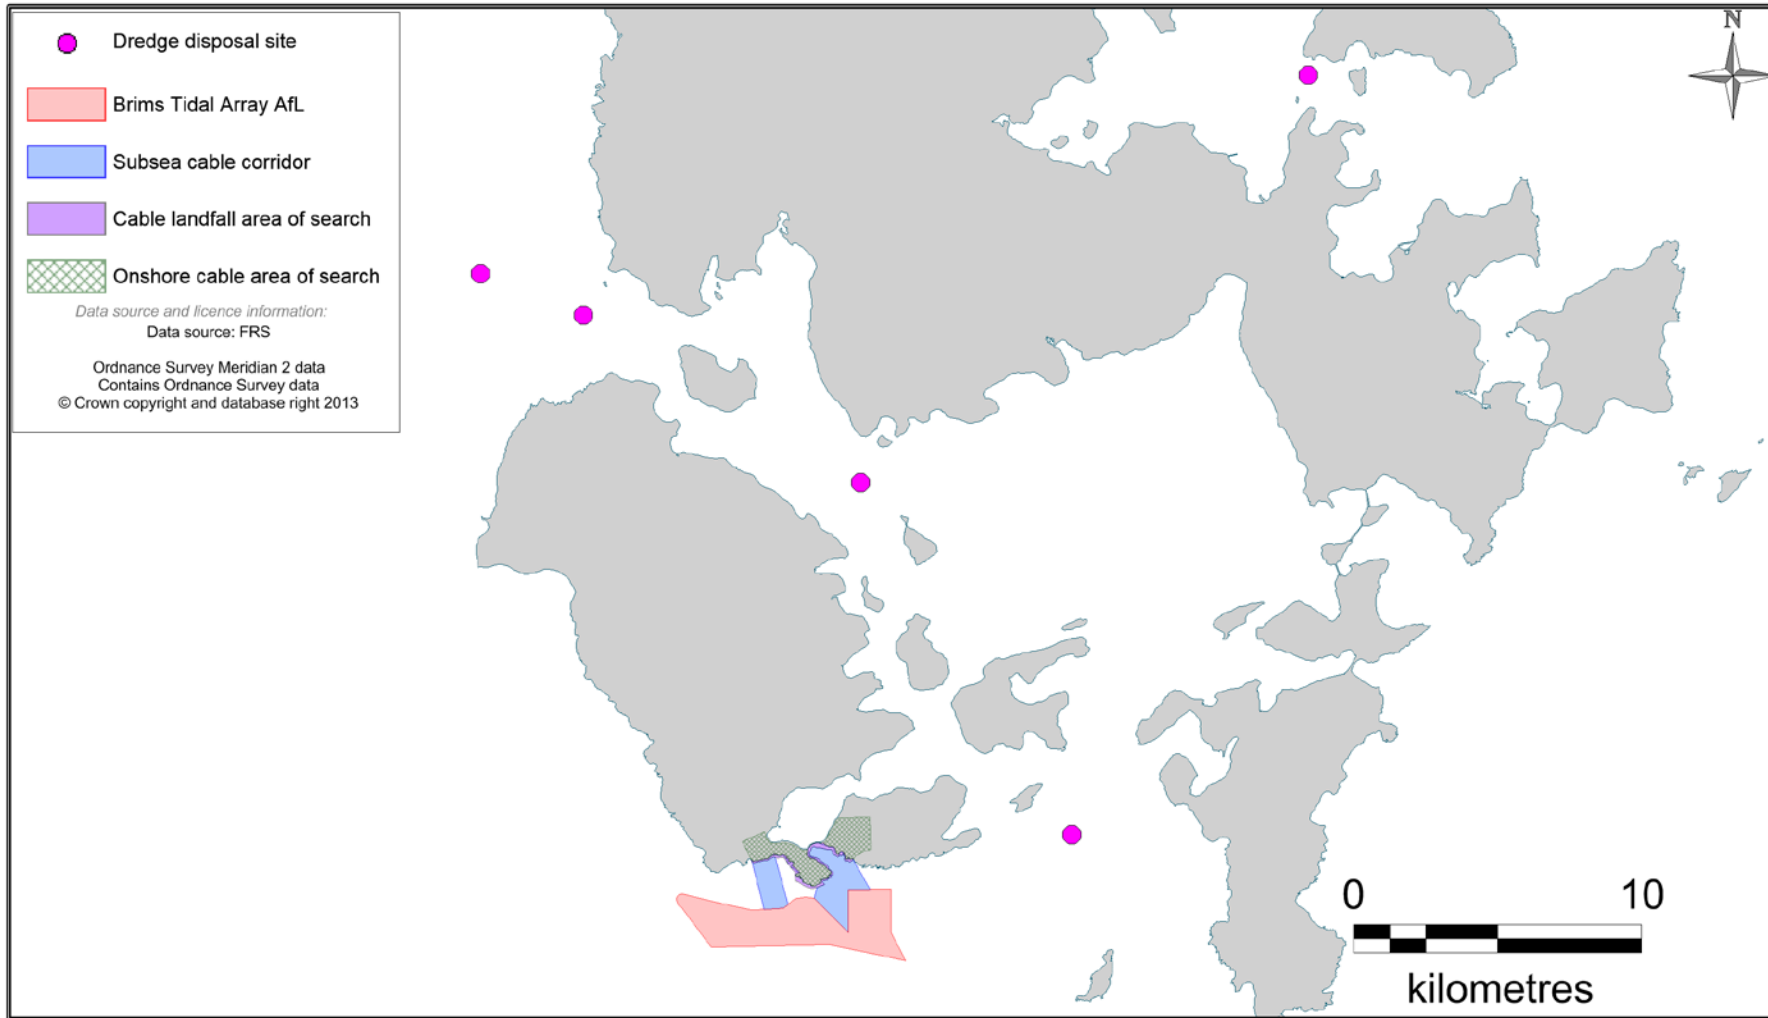 Dredge disposal site
Brims Tidal Array AfL
Subsea cable corridor
Cable landfall area of search
Onshore cable area of search
Data source and licence information:
Data source: FRS
Ordnance Survey Meridian 2 data
Contains Ordnance Survey data
© Crown copyright and database right 2013
N
0 10
kilometres